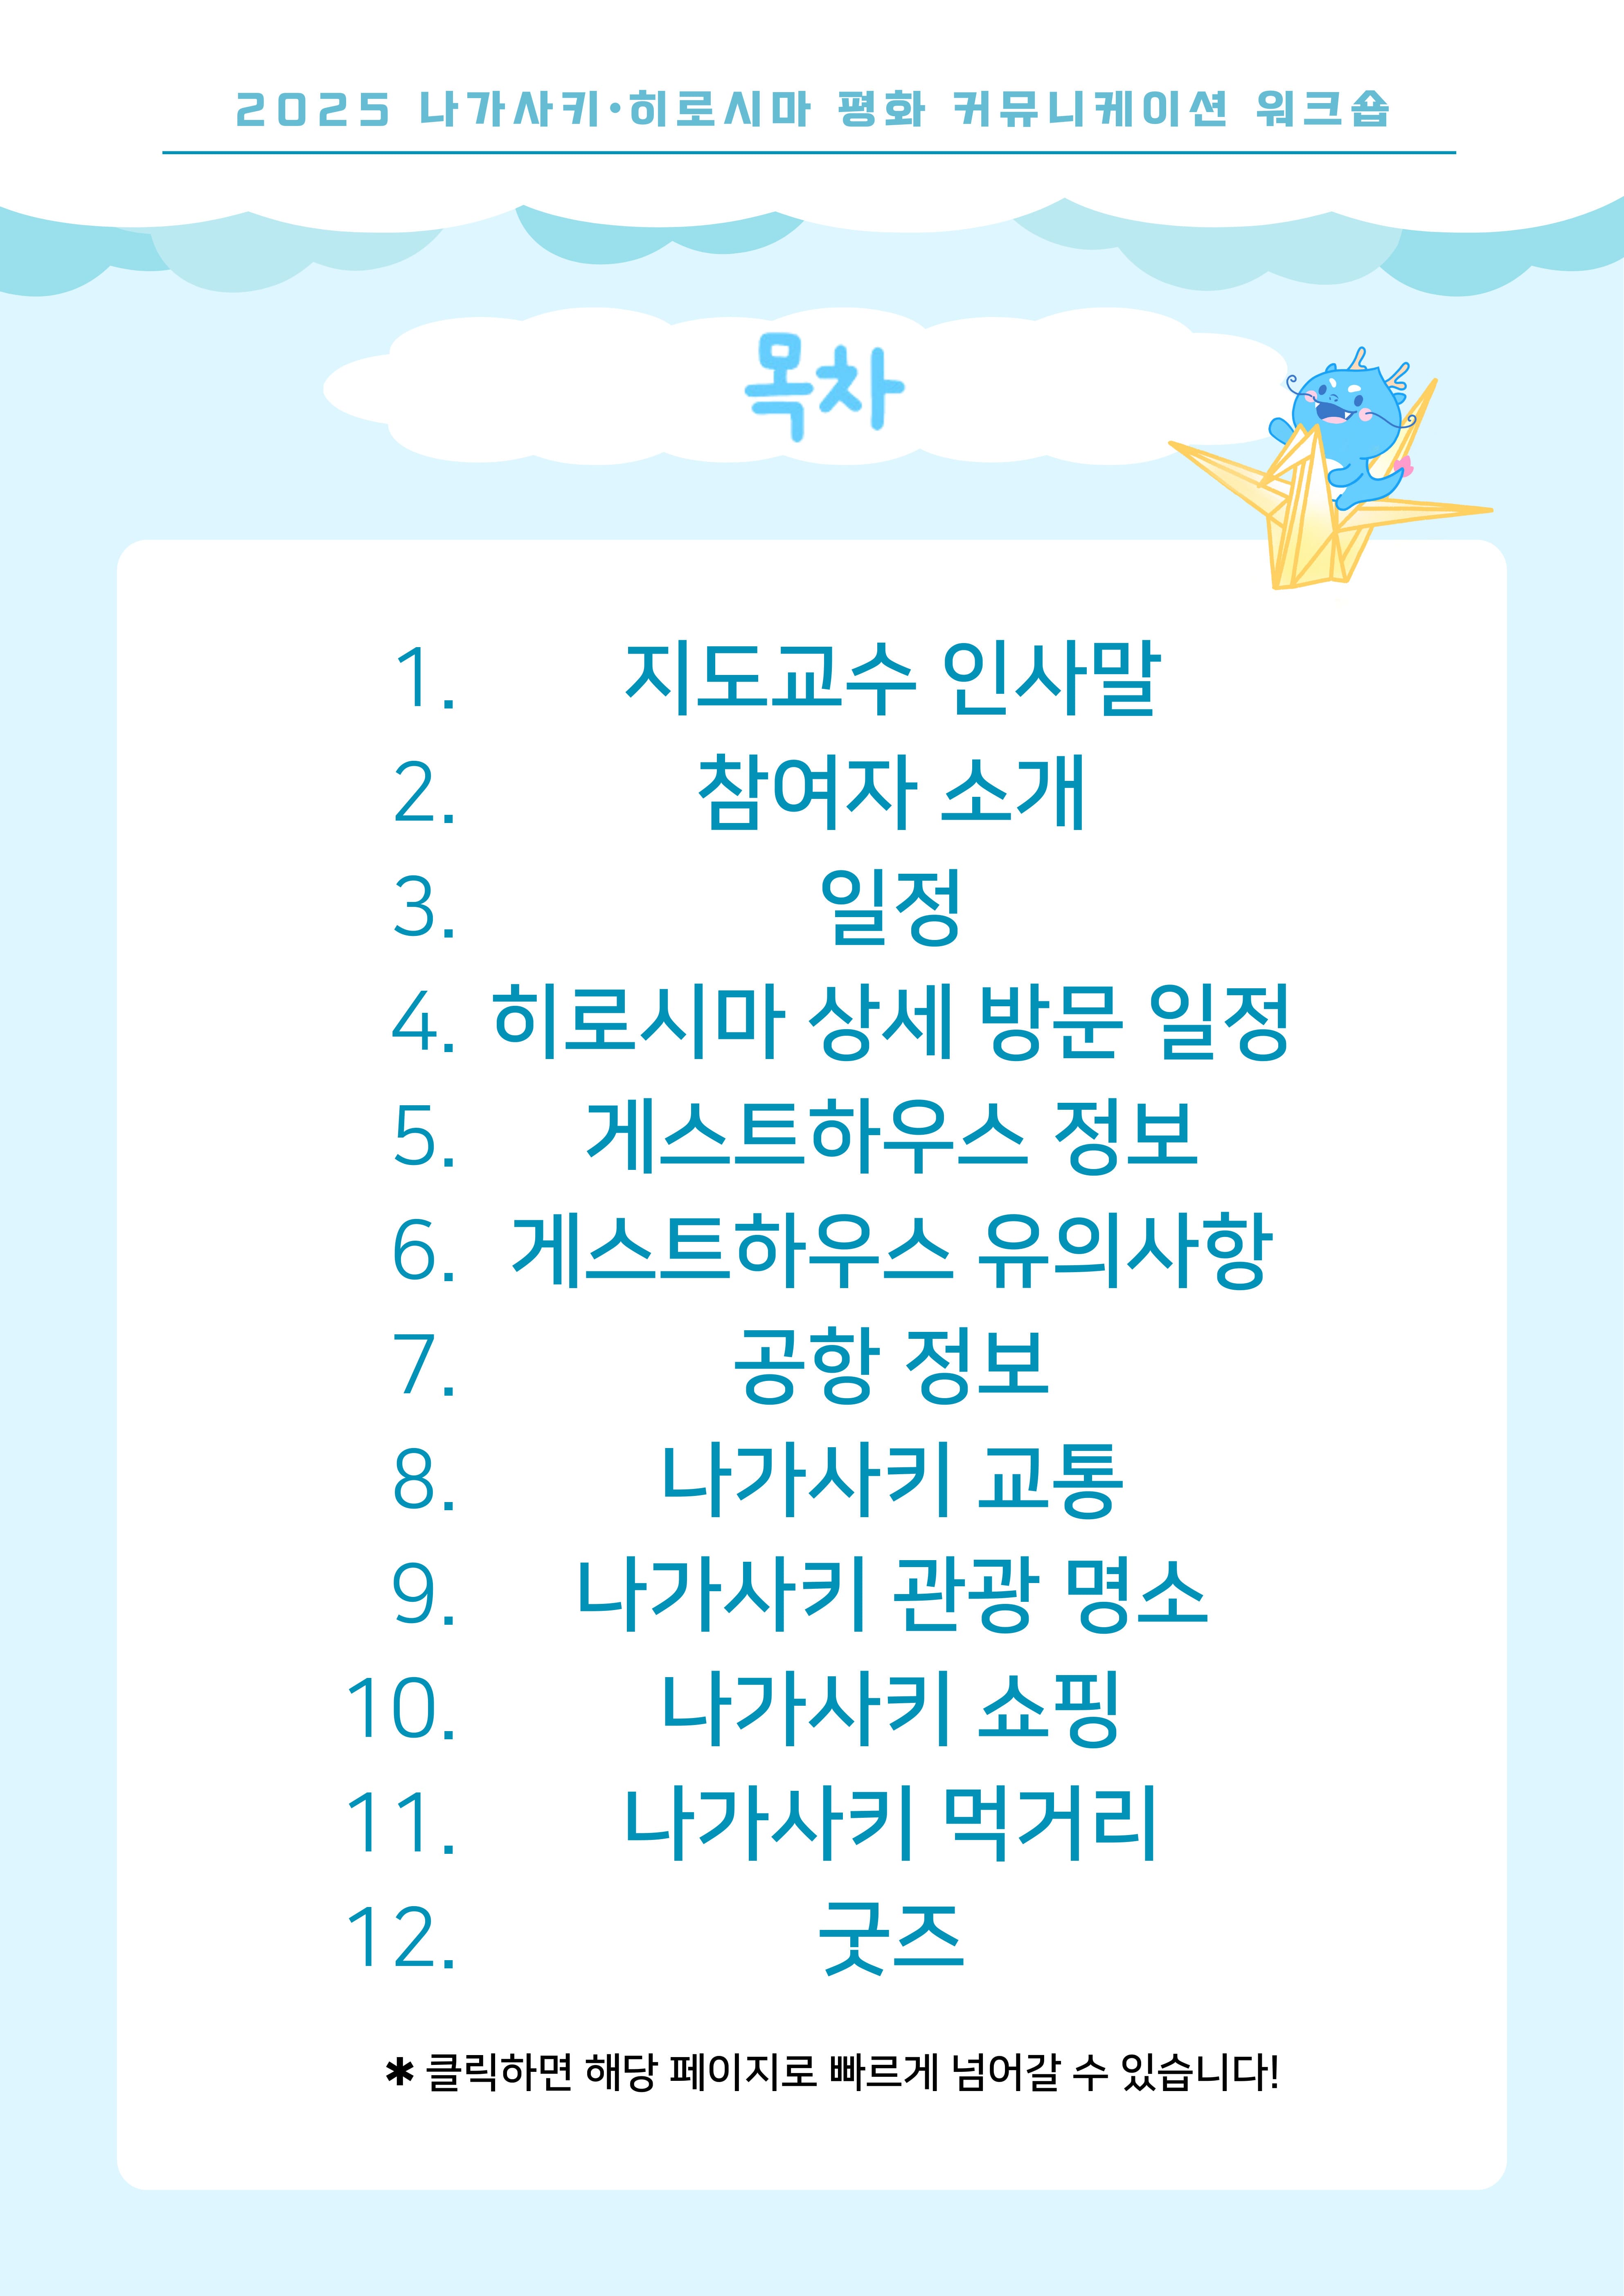 2025 나가사키·히로시마 평화 커뮤니케이션 워크숍
목차
1. 지도교수 인사말
2. 참여자 소개
3. 일정
4. 히로시마 상세 방문 일정
5. 게스트하우스 정보
6. 게스트하우스 유의사항
7. 공항 정보
8. 나가사키 교통
9. 나가사키 관광 명소
10. 나가사키 쇼핑
11. 나가사키 먹거리
12. 굿즈
* 클릭하면 해당 페이지로 빠르게 넘어갈 수 있습니다!